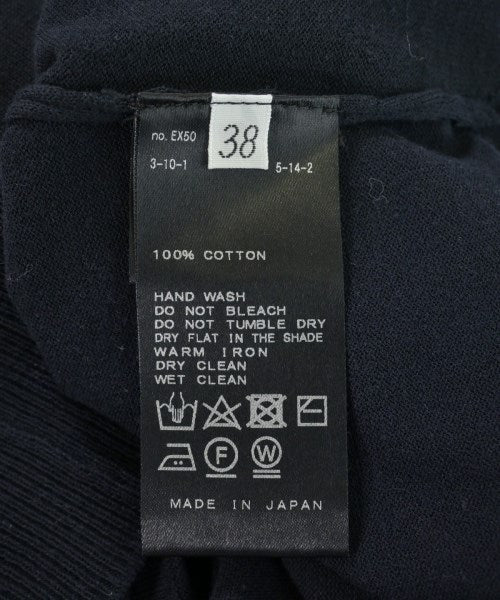 no. EX50
38
3-10-1
5-14-2
100% COTTON
HAND WASH
DO NOT BLEACH
DO NOT TUMBLE DRY
DRY FLAT IN THE SHADE
WARM IRON
DRY CLEAN
WET CLEAN
F
W
MADE IN JAPAN